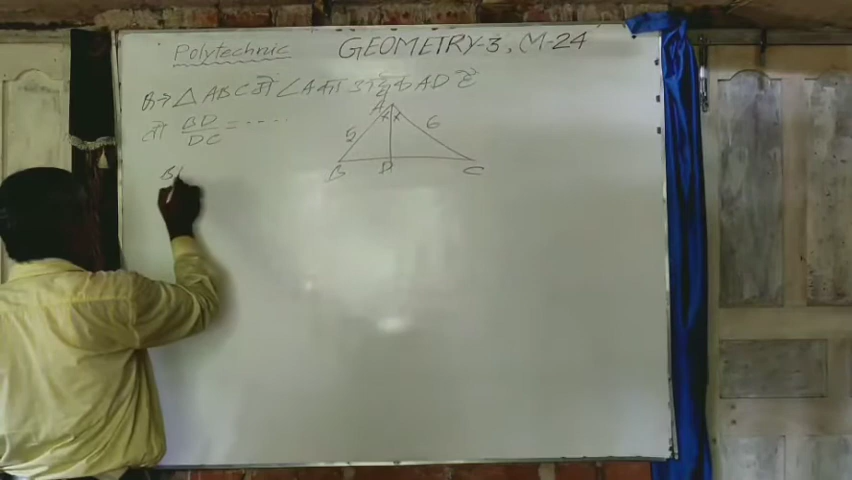 Polytechnic GEOMETRY-3, M-24
Q→ △ ABC में ∠A का अर्द्धक AD है
तो BD/DC = ....
A
5 6
B D C